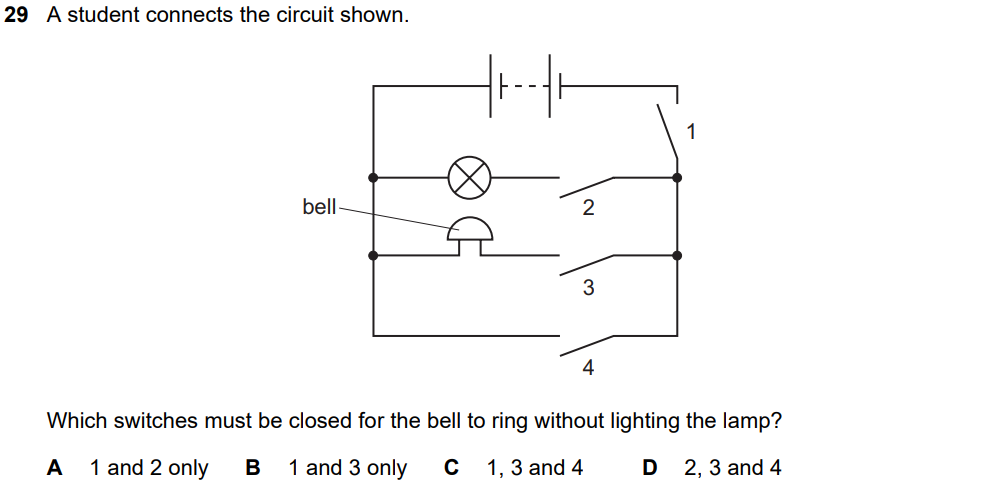 29 A student connects the circuit shown.
1
bell
2
3
4
Which switches must be closed for the bell to ring without lighting the lamp?
A 1 and 2 only B 1 and 3 only C 1, 3 and 4 D 2, 3 and 4